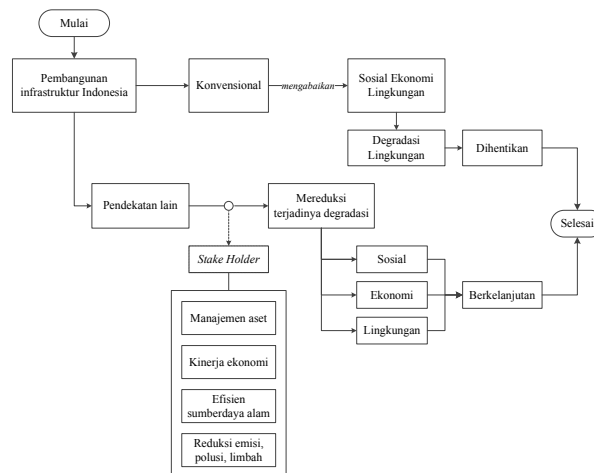 Mulai
Pembangunan
infrastruktur Indonesia
Konvensional
mengabaikan
Sosial Ekonomi
Lingkungan
Degradasi
Lingkungan
Dihentikan
Pendekatan lain
Mereduksi
terjadinya degradasi
Selesai
Stake Holder
Sosial
Ekonomi
Berkelanjutan
Lingkungan
Manajemen aset
Kinerja ekonomi
Efisien
sumberdaya alam
Reduksi emisi,
polusi, limbah